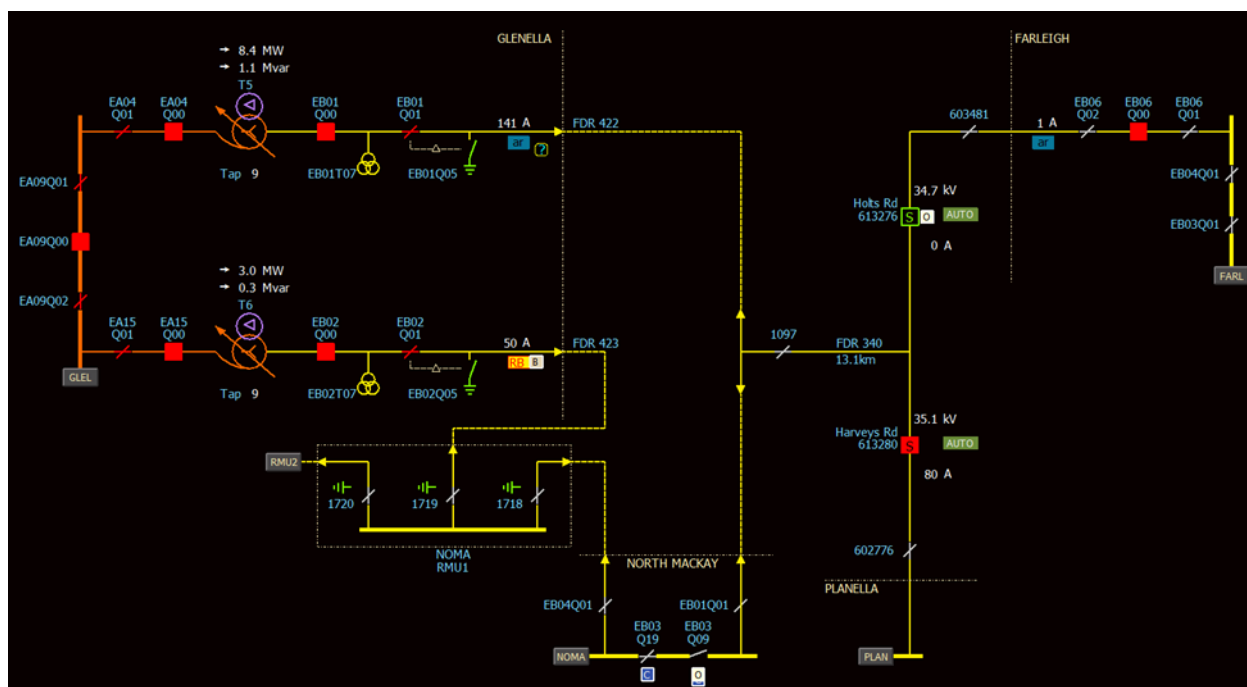 GLENELLA
FARLEIGH
→ 8.4 MW
→ 1.1 Mvar
T5
EA04
Q01
EA04
Q00
EB01
Q00
EB01
Q01
141 A
FDR 422
ar
?
Tap 9
EB01T07
EB01Q05
603481
1 A
ar
EB06
Q02
EB06
Q00
EB06
Q01
EA09Q01
EB04Q01
34.7 kV
Holts Rd
613276
S
O
AUTO
EB03Q01
EA09Q00
0 A
FARL
EA09Q02
→ 3.0 MW
→ 0.3 Mvar
T6
EA15
Q01
EA15
Q00
EB02
Q00
EB02
Q01
50 A
FDR 423
RB
B
1097
FDR 340
13.1km
GLEL
Tap 9
EB02T07
EB02Q05
35.1 kV
Harveys Rd
613280
S
AUTO
80 A
RMU2
1720
1719
1718
NOMA
RMU1
602776
NORTH MACKAY
PLANELLA
EB04Q01
EB01Q01
EB03
Q19
EB03
Q09
NOMA
C
O
PLAN